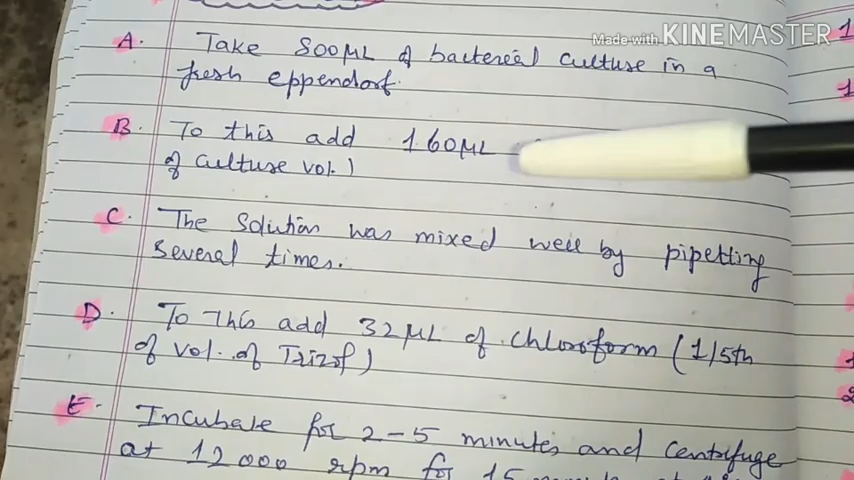 Made with KINEMASTER
A. Take 800μL of bactereial culture in a
fresh eppendorf.
B. To this add 160μL
of culture vol.)
C. The solution was mixed well by pipetting
several times.
D. To this add 32μL of chloroform (1/5th
of vol. of Trizol)
E. Incubate for 2-5 minutes and centrifuge
at 12000 rpm for 15